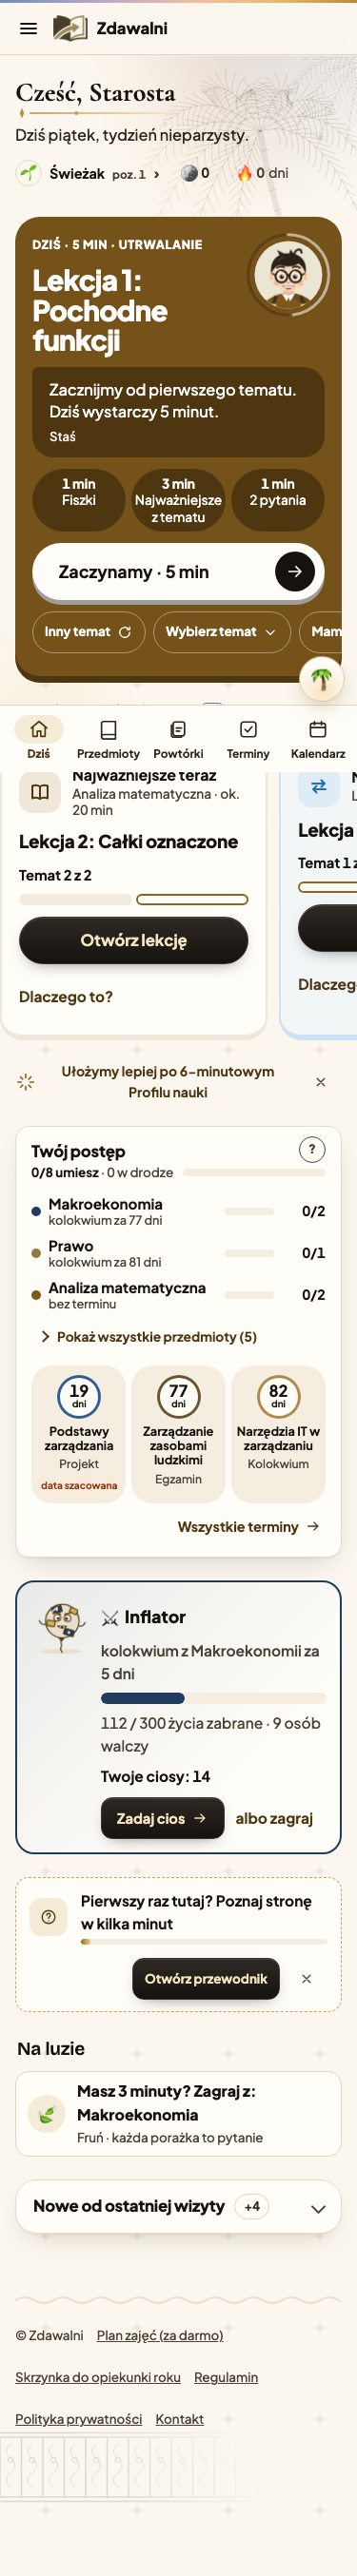 Zdawalni
Cześć, Starosta
Dziś piątek, tydzień nieparzysty.
Świeżak poz. 1 › 0 0 dni
DZIŚ · 5 MIN · UTRWALANIE
Lekcja 1:
Pochodne
funkcji
Zacznijmy od pierwszego tematu.
Dziś wystarczy 5 minut.
Staś
1 min
Fiszki
3 min
Najważniejsze
z tematu
1 min
2 pytania
Zaczynamy · 5 min
Inny temat
Wybierz temat
Mam
Dziś
Przedmioty
Powtórki
Terminy
Kalendarz
Najważniejsze teraz
Analiza matematyczna · ok.
20 min
Lekcja 2: Całki oznaczone
Temat 2 z 2
Otwórz lekcję
Dlaczego to?
Lekcja
Temat 1 z
Dlaczeg
Ułożymy lepiej po 6-minutowym
Profilu nauki
Twój postęp
?
0/8 umiesz · 0 w drodze
Makroekonomia
kolokwium za 77 dni
0/2
Prawo
kolokwium za 81 dni
0/1
Analiza matematyczna
bez terminu
0/2
Pokaż wszystkie przedmioty (5)
19
dni
Podstawy
zarządzania
Projekt
data szacowana
77
dni
Zarządzanie
zasobami
ludzkimi
Egzamin
82
dni
Narzędzia IT w
zarządzaniu
Kolokwium
Wszystkie terminy
Inflator
kolokwium z Makroekonomii za
5 dni
112 / 300 życia zabrane · 9 osób
walczy
Twoje ciosy: 14
Zadaj cios
albo zagraj
Pierwszy raz tutaj? Poznaj stronę
w kilka minut
Otwórz przewodnik
Na luzie
Masz 3 minuty? Zagraj z:
Makroekonomia
Fruń · każda porażka to pytanie
Nowe od ostatniej wizyty +4
© Zdawalni Plan zajęć (za darmo)
Skrzynka do opiekunki roku Regulamin
Polityka prywatności Kontakt